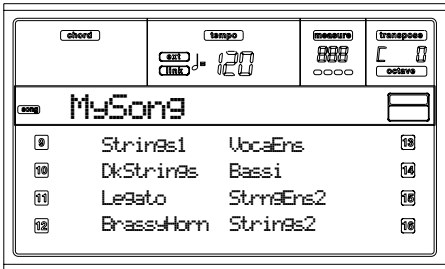 chord tempo measure transpose
ext link ♩= 120 888 C 0
octave
song MySong
9 Strings1 VocaEns 13
10 DkStrings Bassi 14
11 Legato StrngEns2 15
12 BrassyHorn Strings2 16